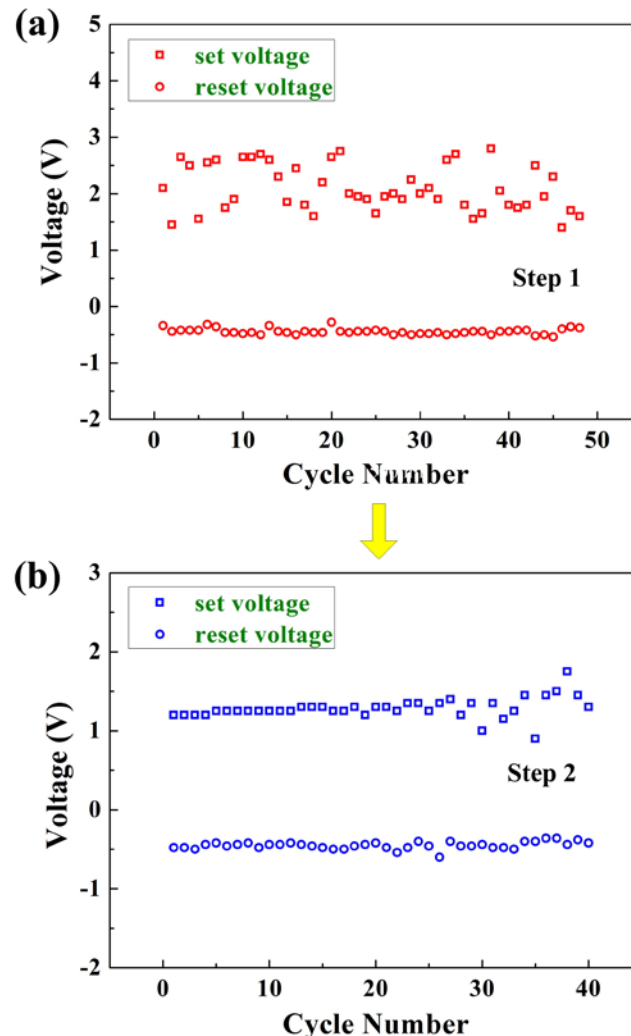 (a)
5
4
3
2
1
0
-1
-2
Voltage (V)
set voltage
reset voltage
Step 1
0 10 20 30 40 50
Cycle Number
(b)
3
2
1
0
-1
-2
Voltage (V)
set voltage
reset voltage
Step 2
0 10 20 30 40
Cycle Number